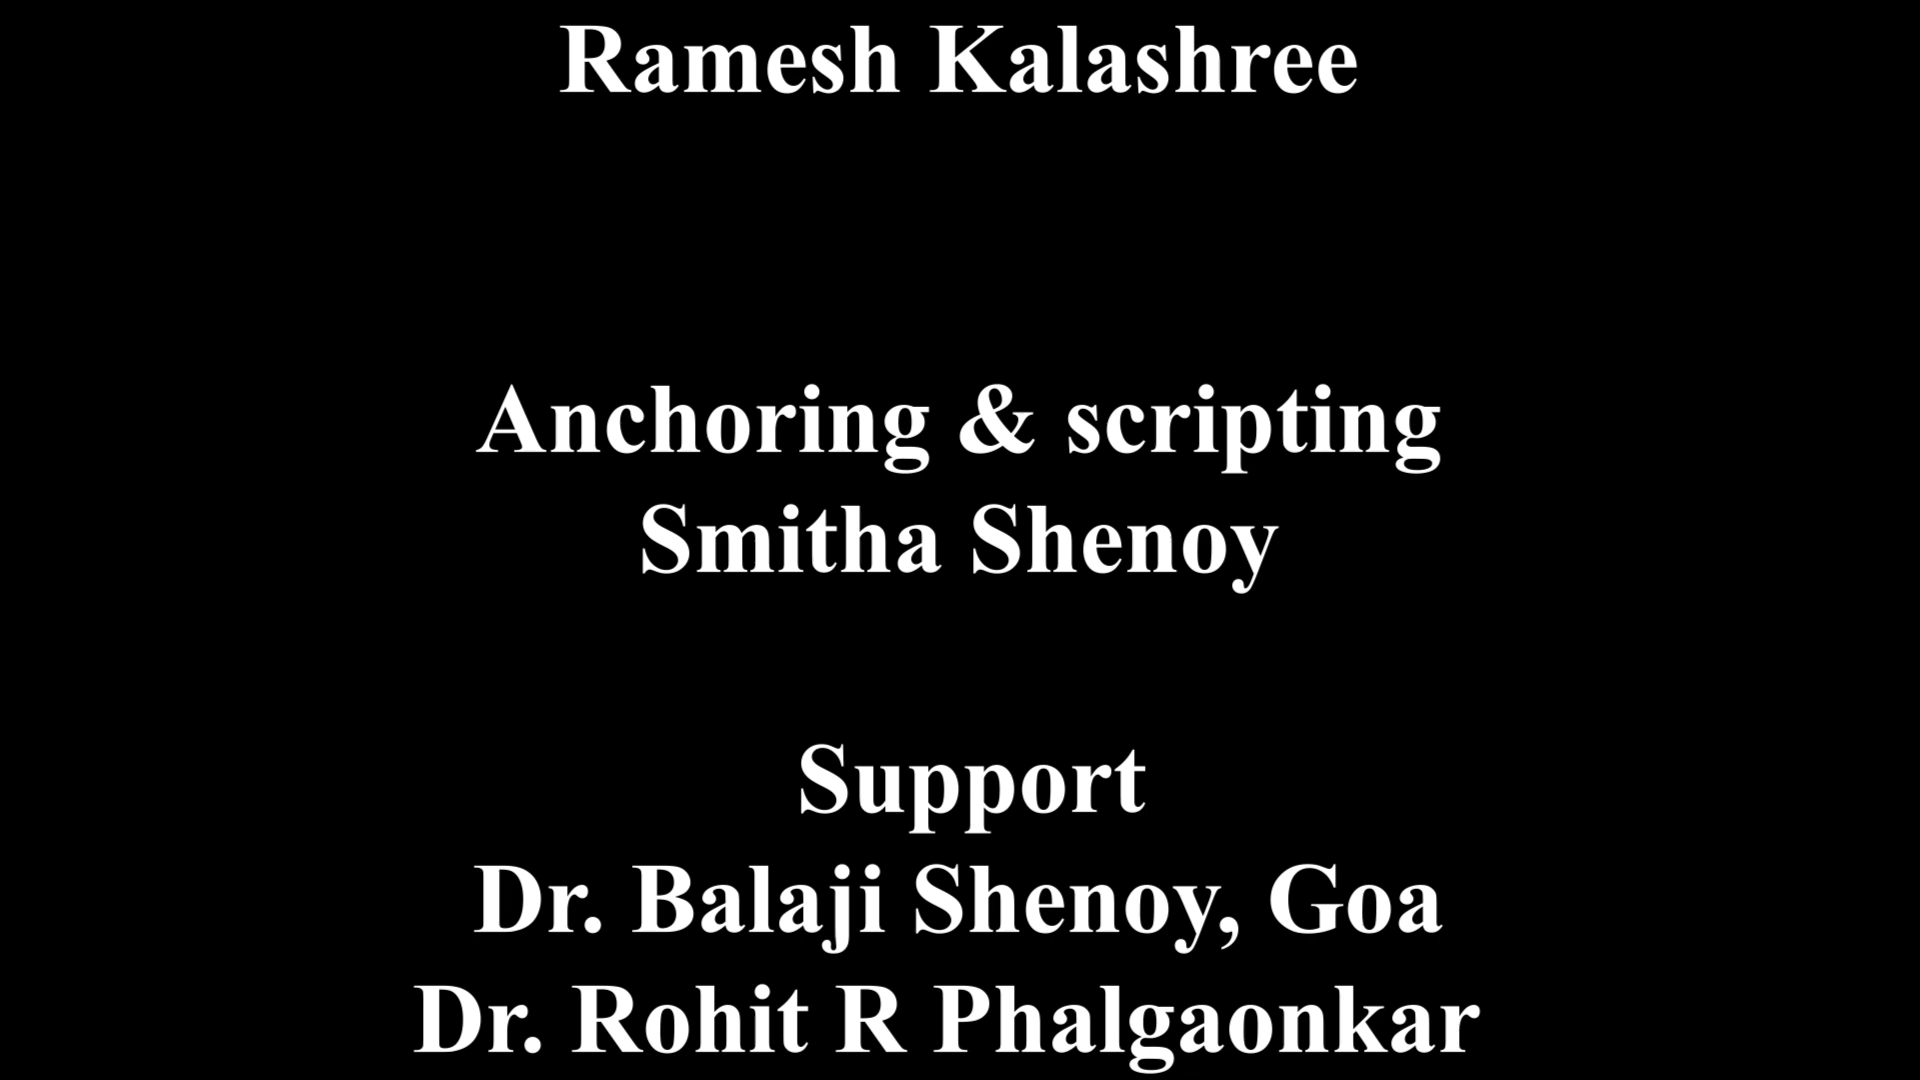 Ramesh Kalashree
Anchoring & scripting
Smitha Shenoy
Support
Dr. Balaji Shenoy, Goa
Dr. Rohit R Phalgaonkar